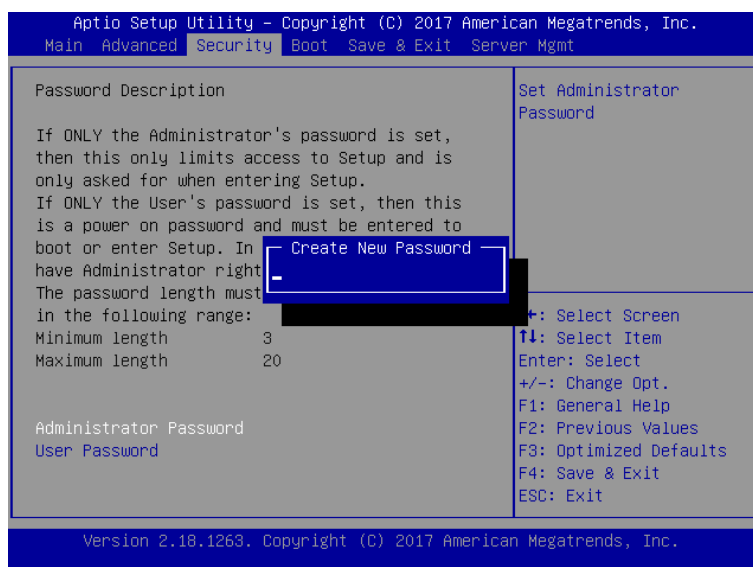 Aptio Setup Utility – Copyright (C) 2017 American Megatrends, Inc.
Main Advanced Security Boot Save & Exit Server Mgmt
Password Description
If ONLY the Administrator's password is set,
then this only limits access to Setup and is
only asked for when entering Setup.
If ONLY the User's password is set, then this
is a power on password and must be entered to
boot or enter Setup. In
have Administrator right
The password length must
in the following range:
Minimum length 3
Maximum length 20
Administrator Password
User Password
Create New Password
Set Administrator
Password
←: Select Screen
↑↓: Select Item
Enter: Select
+/-: Change Opt.
F1: General Help
F2: Previous Values
F3: Optimized Defaults
F4: Save & Exit
ESC: Exit
Version 2.18.1263. Copyright (C) 2017 American Megatrends, Inc.